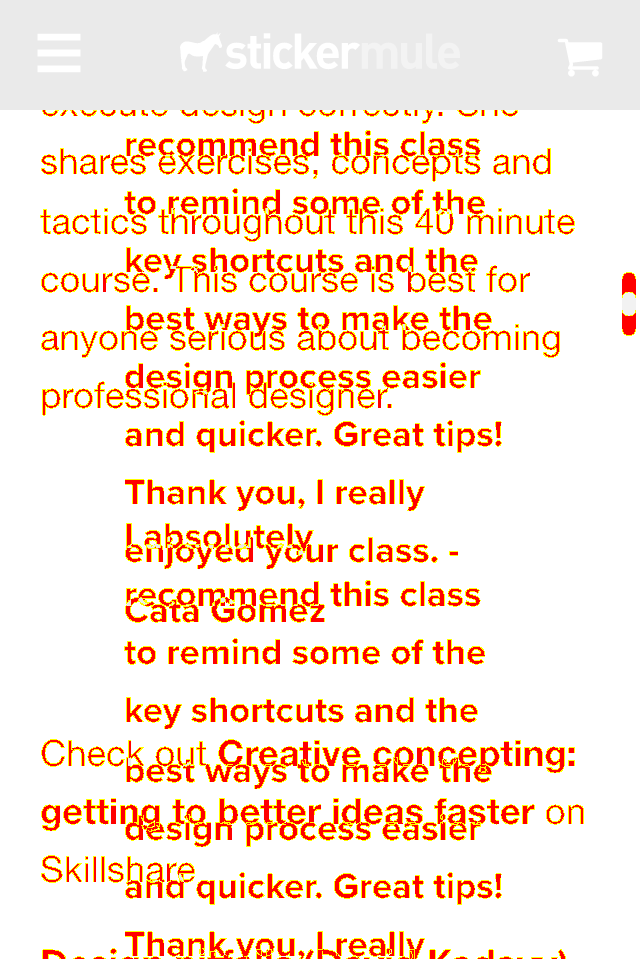 stickermule
execute design correctly. She
recommend this class
shares exercises, concepts and
to remind some of the
tactics throughout this 40 minute
key shortcuts and the
course. This course is best for
best ways to make the
anyone serious about becoming
design process easier
professional designer.
and quicker. Great tips!
Thank you, I really
I absolutely
enjoyed your class. -
recommend this class
Cata Gomez
to remind some of the
key shortcuts and the
Check out Creative concepting:
best ways to make the
getting to better ideas faster on
design process easier
Skillshare
and quicker. Great tips!
Thank you, I really
Design pitfalls (David Kadavy)